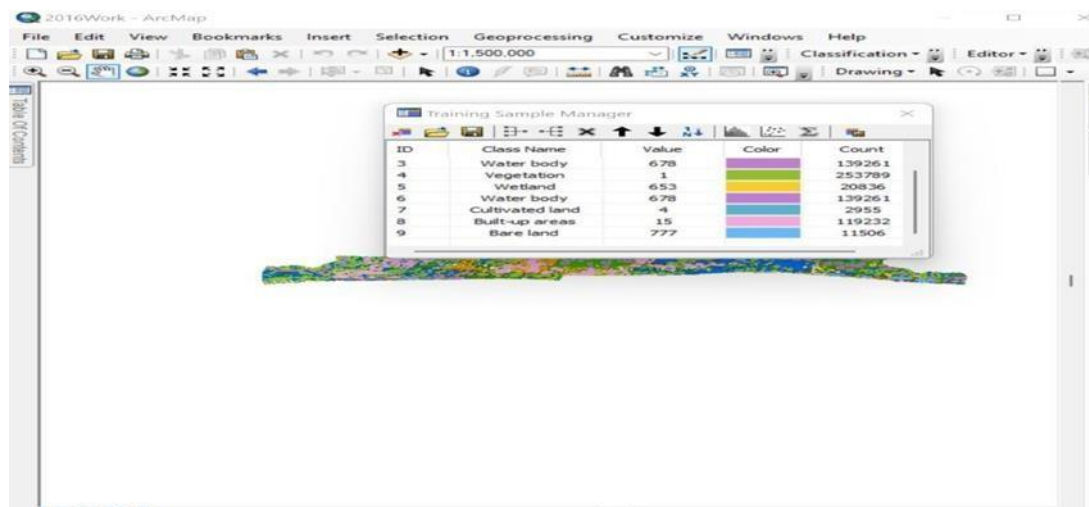 2016Work - ArcMap
File Edit View Bookmarks Insert Selection Geoprocessing Customize Windows Help
1:1,500,000 Classification Editor
Drawing
Table Of Contents
Training Sample Manager
ID Class Name Value Color Count
3 Water body 678 139261
4 Vegetation 1 253789
5 Wetland 653 20836
6 Water body 678 139261
7 Cultivated land 4 2955
8 Built-up areas 15 119232
9 Bare land 777 11506